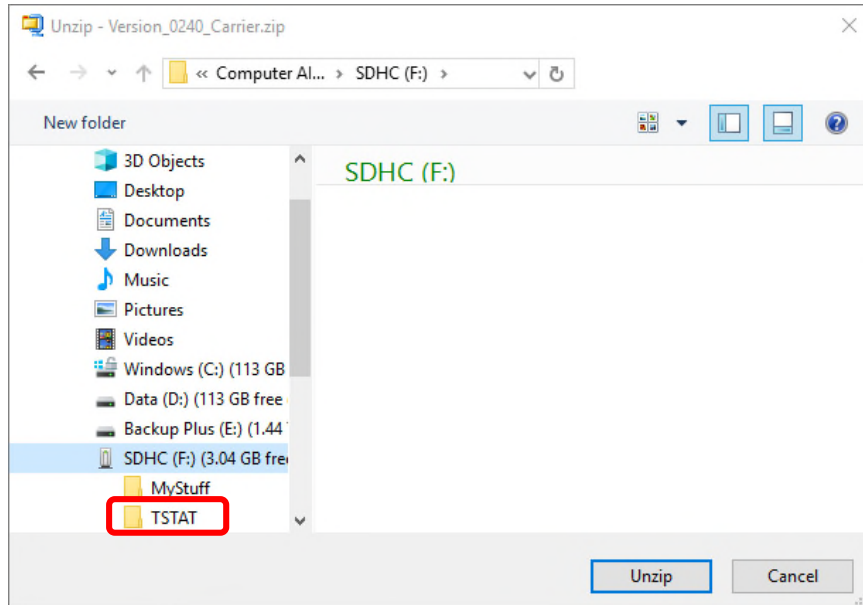 Unzip - Version_0240_Carrier.zip
« Computer Al... > SDHC (F:) >
New folder
3D Objects
SDHC (F:)
Desktop
Documents
Downloads
Music
Pictures
Videos
Windows (C:) (113 GB
Data (D:) (113 GB free
Backup Plus (E:) (1.44
SDHC (F:) (3.04 GB fre
MyStuff
TSTAT
Unzip Cancel